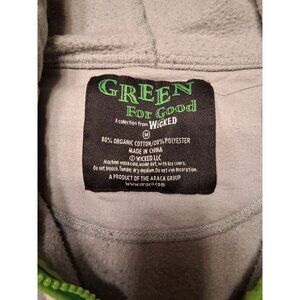 GREEN
For Good
A collection from WICKED
M
80% ORGANIC COTTON/20% POLYESTER
MADE IN CHINA
© WICKED LLC
Machine wash cold, inside out, with like colors.
Do not bleach. Tumble dry medium. Do not iron decoration.
A PRODUCT OF THE ARACA GROUP
www.araca.com